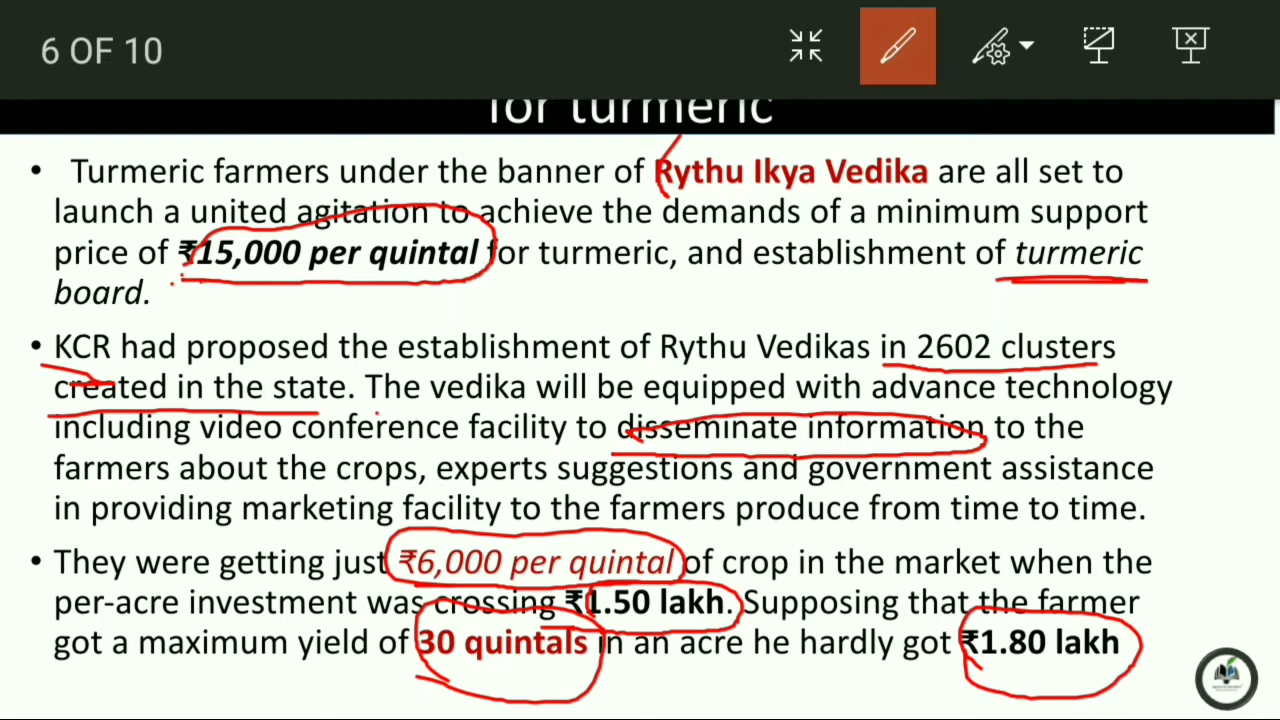 6 OF 10
for turmeric
• Turmeric farmers under the banner of Rythu Ikya Vedika are all set to
launch a united agitation to achieve the demands of a minimum support
price of ₹15,000 per quintal for turmeric, and establishment of turmeric
board.
• KCR had proposed the establishment of Rythu Vedikas in 2602 clusters
created in the state. The vedika will be equipped with advance technology
including video conference facility to disseminate information to the
farmers about the crops, experts suggestions and government assistance
in providing marketing facility to the farmers produce from time to time.
• They were getting just ₹6,000 per quintal of crop in the market when the
per-acre investment was crossing ₹1.50 lakh. Supposing that the farmer
got a maximum yield of 30 quintals in an acre he hardly got ₹1.80 lakh